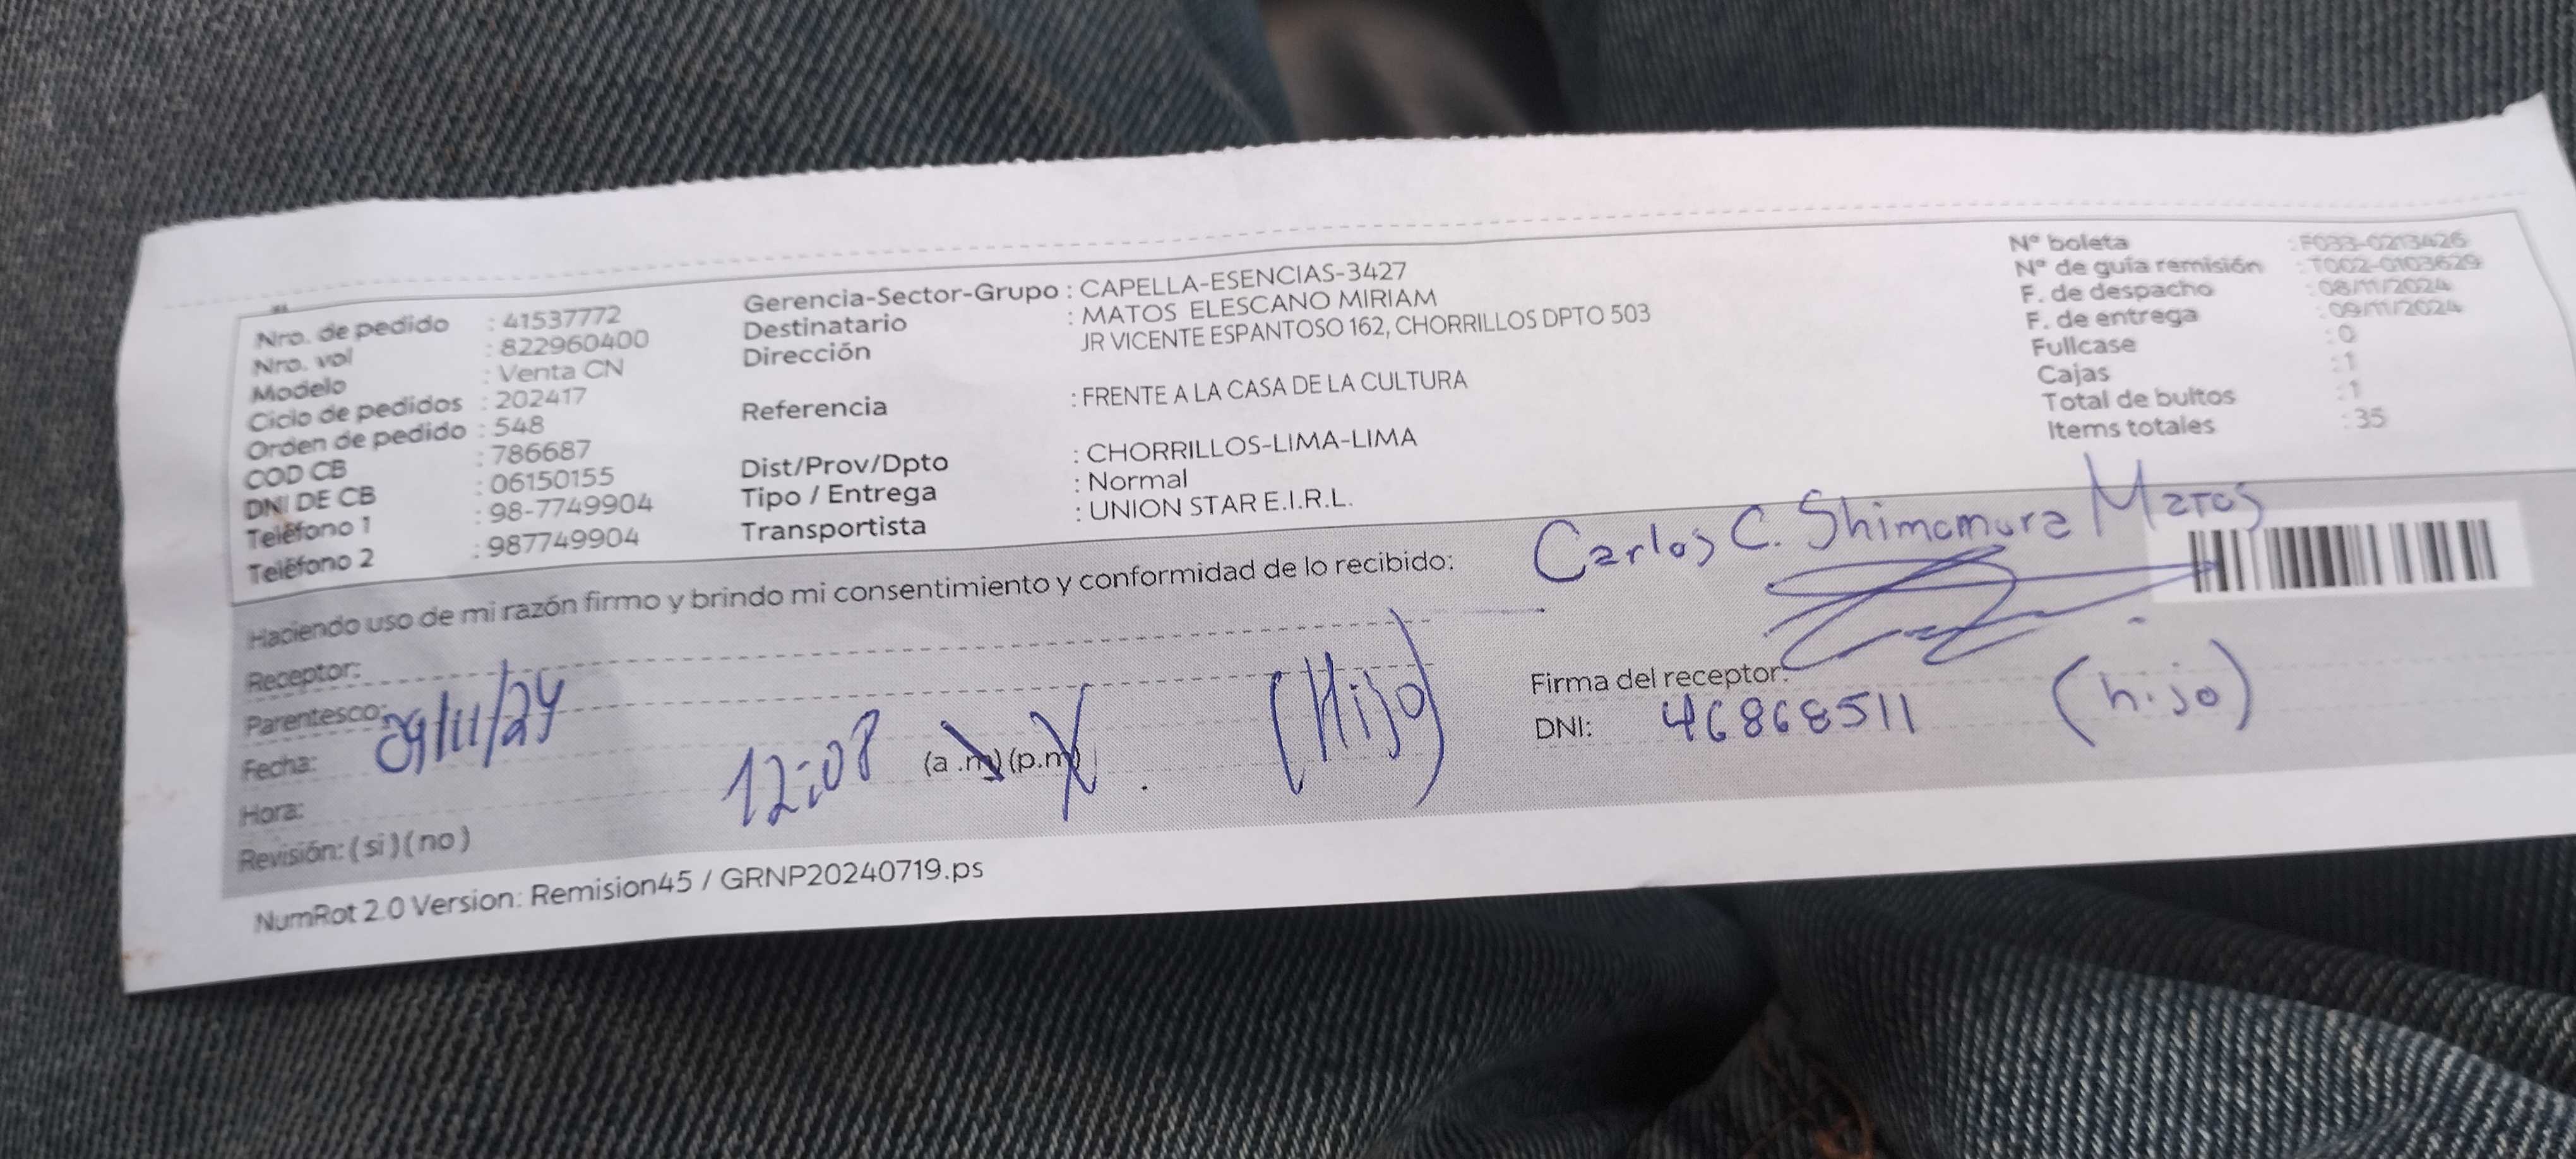 Nro. de pedido : 41537772
Nro. vol : 822960400
Modelo : Venta CN
Ciclo de pedidos : 202417
Orden de pedido : 548
COD CB : 786687
DNI DE CB : 06150155
Teléfono 1 : 98-7749904
Teléfono 2 : 987749904
Gerencia-Sector-Grupo : CAPELLA-ESENCIAS-3427
Destinatario : MATOS ELESCANO MIRIAM
Dirección JR VICENTE ESPANTOSO 162, CHORRILLOS DPTO 503
Referencia : FRENTE A LA CASA DE LA CULTURA
Dist/Prov/Dpto : CHORRILLOS-LIMA-LIMA
Tipo / Entrega : Normal
Transportista : UNION STAR E.I.R.L.
N° boleta : F033-0213426
N° de guía remisión : T002-0103629
F. de despacho : 08/11/2024
F. de entrega : 09/11/2024
Fullcase : 0
Cajas : 1
Total de bultos : 1
Items totales : 35
Haciendo uso de mi razón firmo y brindo mi consentimiento y conformidad de lo recibido:
Carlos C. Shimamura Matos
Receptor:
Parentesco: (Hijo)
Fecha: 09/11/24
Hora: 12:08 (a .m) (p.m)
Revisión: ( si ) ( no )
Firma del receptor:
DNI: 46868511 (hijo)
NumRot 2.0 Version: Remision45 / GRNP20240719.ps